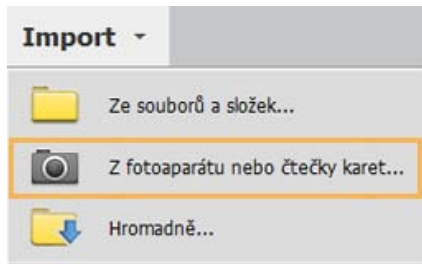 Import
Ze souborů a složek...
Z fotoaparátu nebo čtečky karet...
Hromadně...